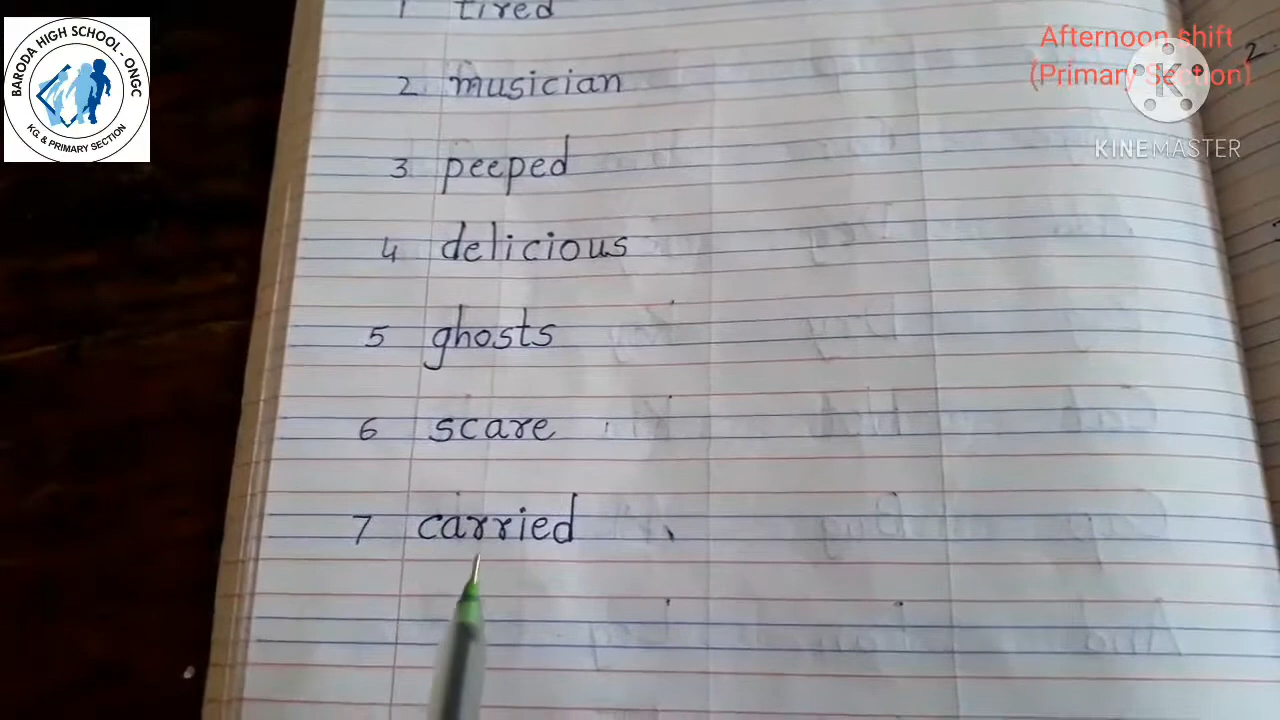 BARODA HIGH SCHOOL - ONGC
KG. & PRIMARY SECTION
Afternoon shift
(Primary Section)
K
KINEMASTER
2
1 tired
2 musician
3 peeped
4 delicious
5 ghosts
6 scare
7 carried